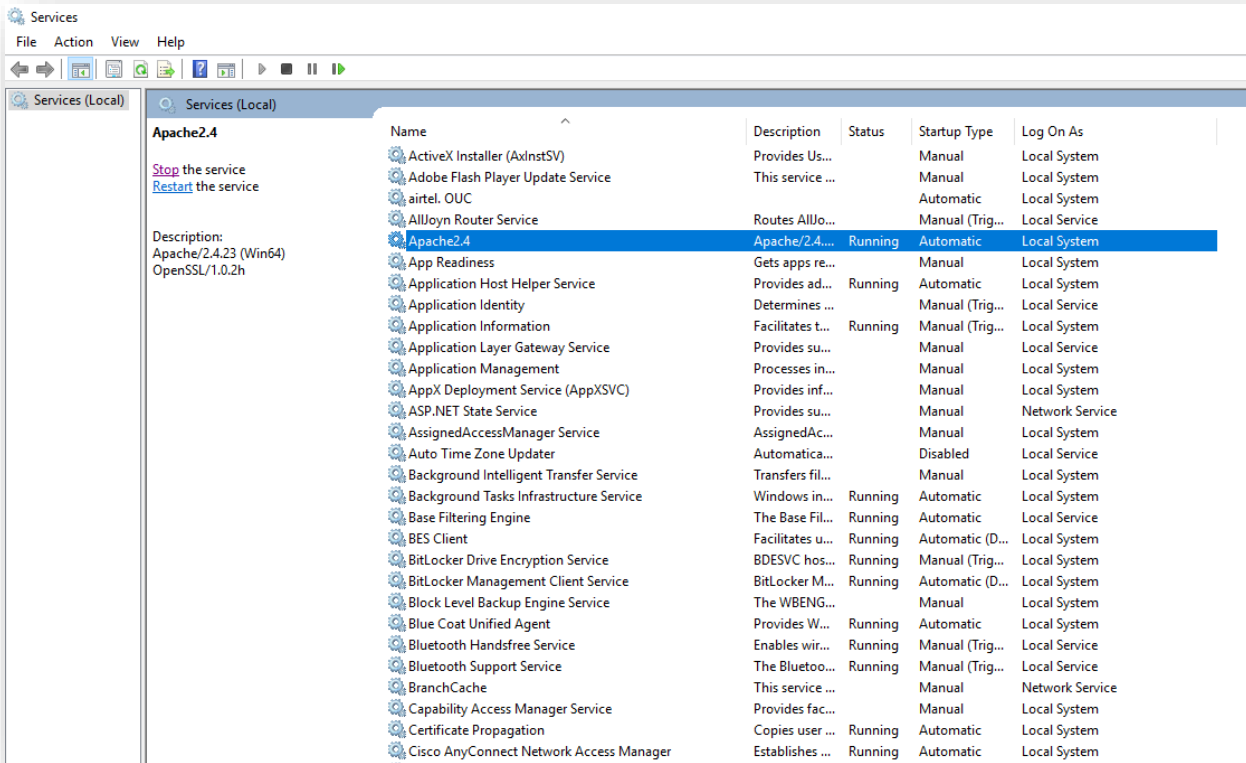 Services
File Action View Help
Services (Local)
Services (Local)
Apache2.4
Stop the service
Restart the service
Description:
Apache/2.4.23 (Win64)
OpenSSL/1.0.2h
Name Description Status Startup Type Log On As
ActiveX Installer (AxInstSV) Provides Us... Manual Local System
Adobe Flash Player Update Service This service ... Manual Local System
airtel. OUC Automatic Local System
AllJoyn Router Service Routes AllJo... Manual (Trig... Local Service
Apache2.4 Apache/2.4.... Running Automatic Local System
App Readiness Gets apps re... Manual Local System
Application Host Helper Service Provides ad... Running Automatic Local System
Application Identity Determines ... Manual (Trig... Local Service
Application Information Facilitates t... Running Manual (Trig... Local System
Application Layer Gateway Service Provides su... Manual Local Service
Application Management Processes in... Manual Local System
AppX Deployment Service (AppXSVC) Provides inf... Manual Local System
ASP.NET State Service Provides su... Manual Network Service
AssignedAccessManager Service AssignedAc... Manual Local System
Auto Time Zone Updater Automatica... Disabled Local Service
Background Intelligent Transfer Service Transfers fil... Manual Local System
Background Tasks Infrastructure Service Windows in... Running Automatic Local System
Base Filtering Engine The Base Fil... Running Automatic Local Service
BES Client Facilitates u... Running Automatic (D... Local System
BitLocker Drive Encryption Service BDESVC hos... Running Manual (Trig... Local System
BitLocker Management Client Service BitLocker M... Running Automatic (D... Local System
Block Level Backup Engine Service The WBENG... Manual Local System
Blue Coat Unified Agent Provides W... Running Automatic Local System
Bluetooth Handsfree Service Enables wir... Running Manual (Trig... Local Service
Bluetooth Support Service The Bluetoo... Running Manual (Trig... Local Service
BranchCache This service ... Manual Network Service
Capability Access Manager Service Provides fac... Manual Local System
Certificate Propagation Copies user ... Running Automatic Local System
Cisco AnyConnect Network Access Manager Establishes ... Running Automatic Local System